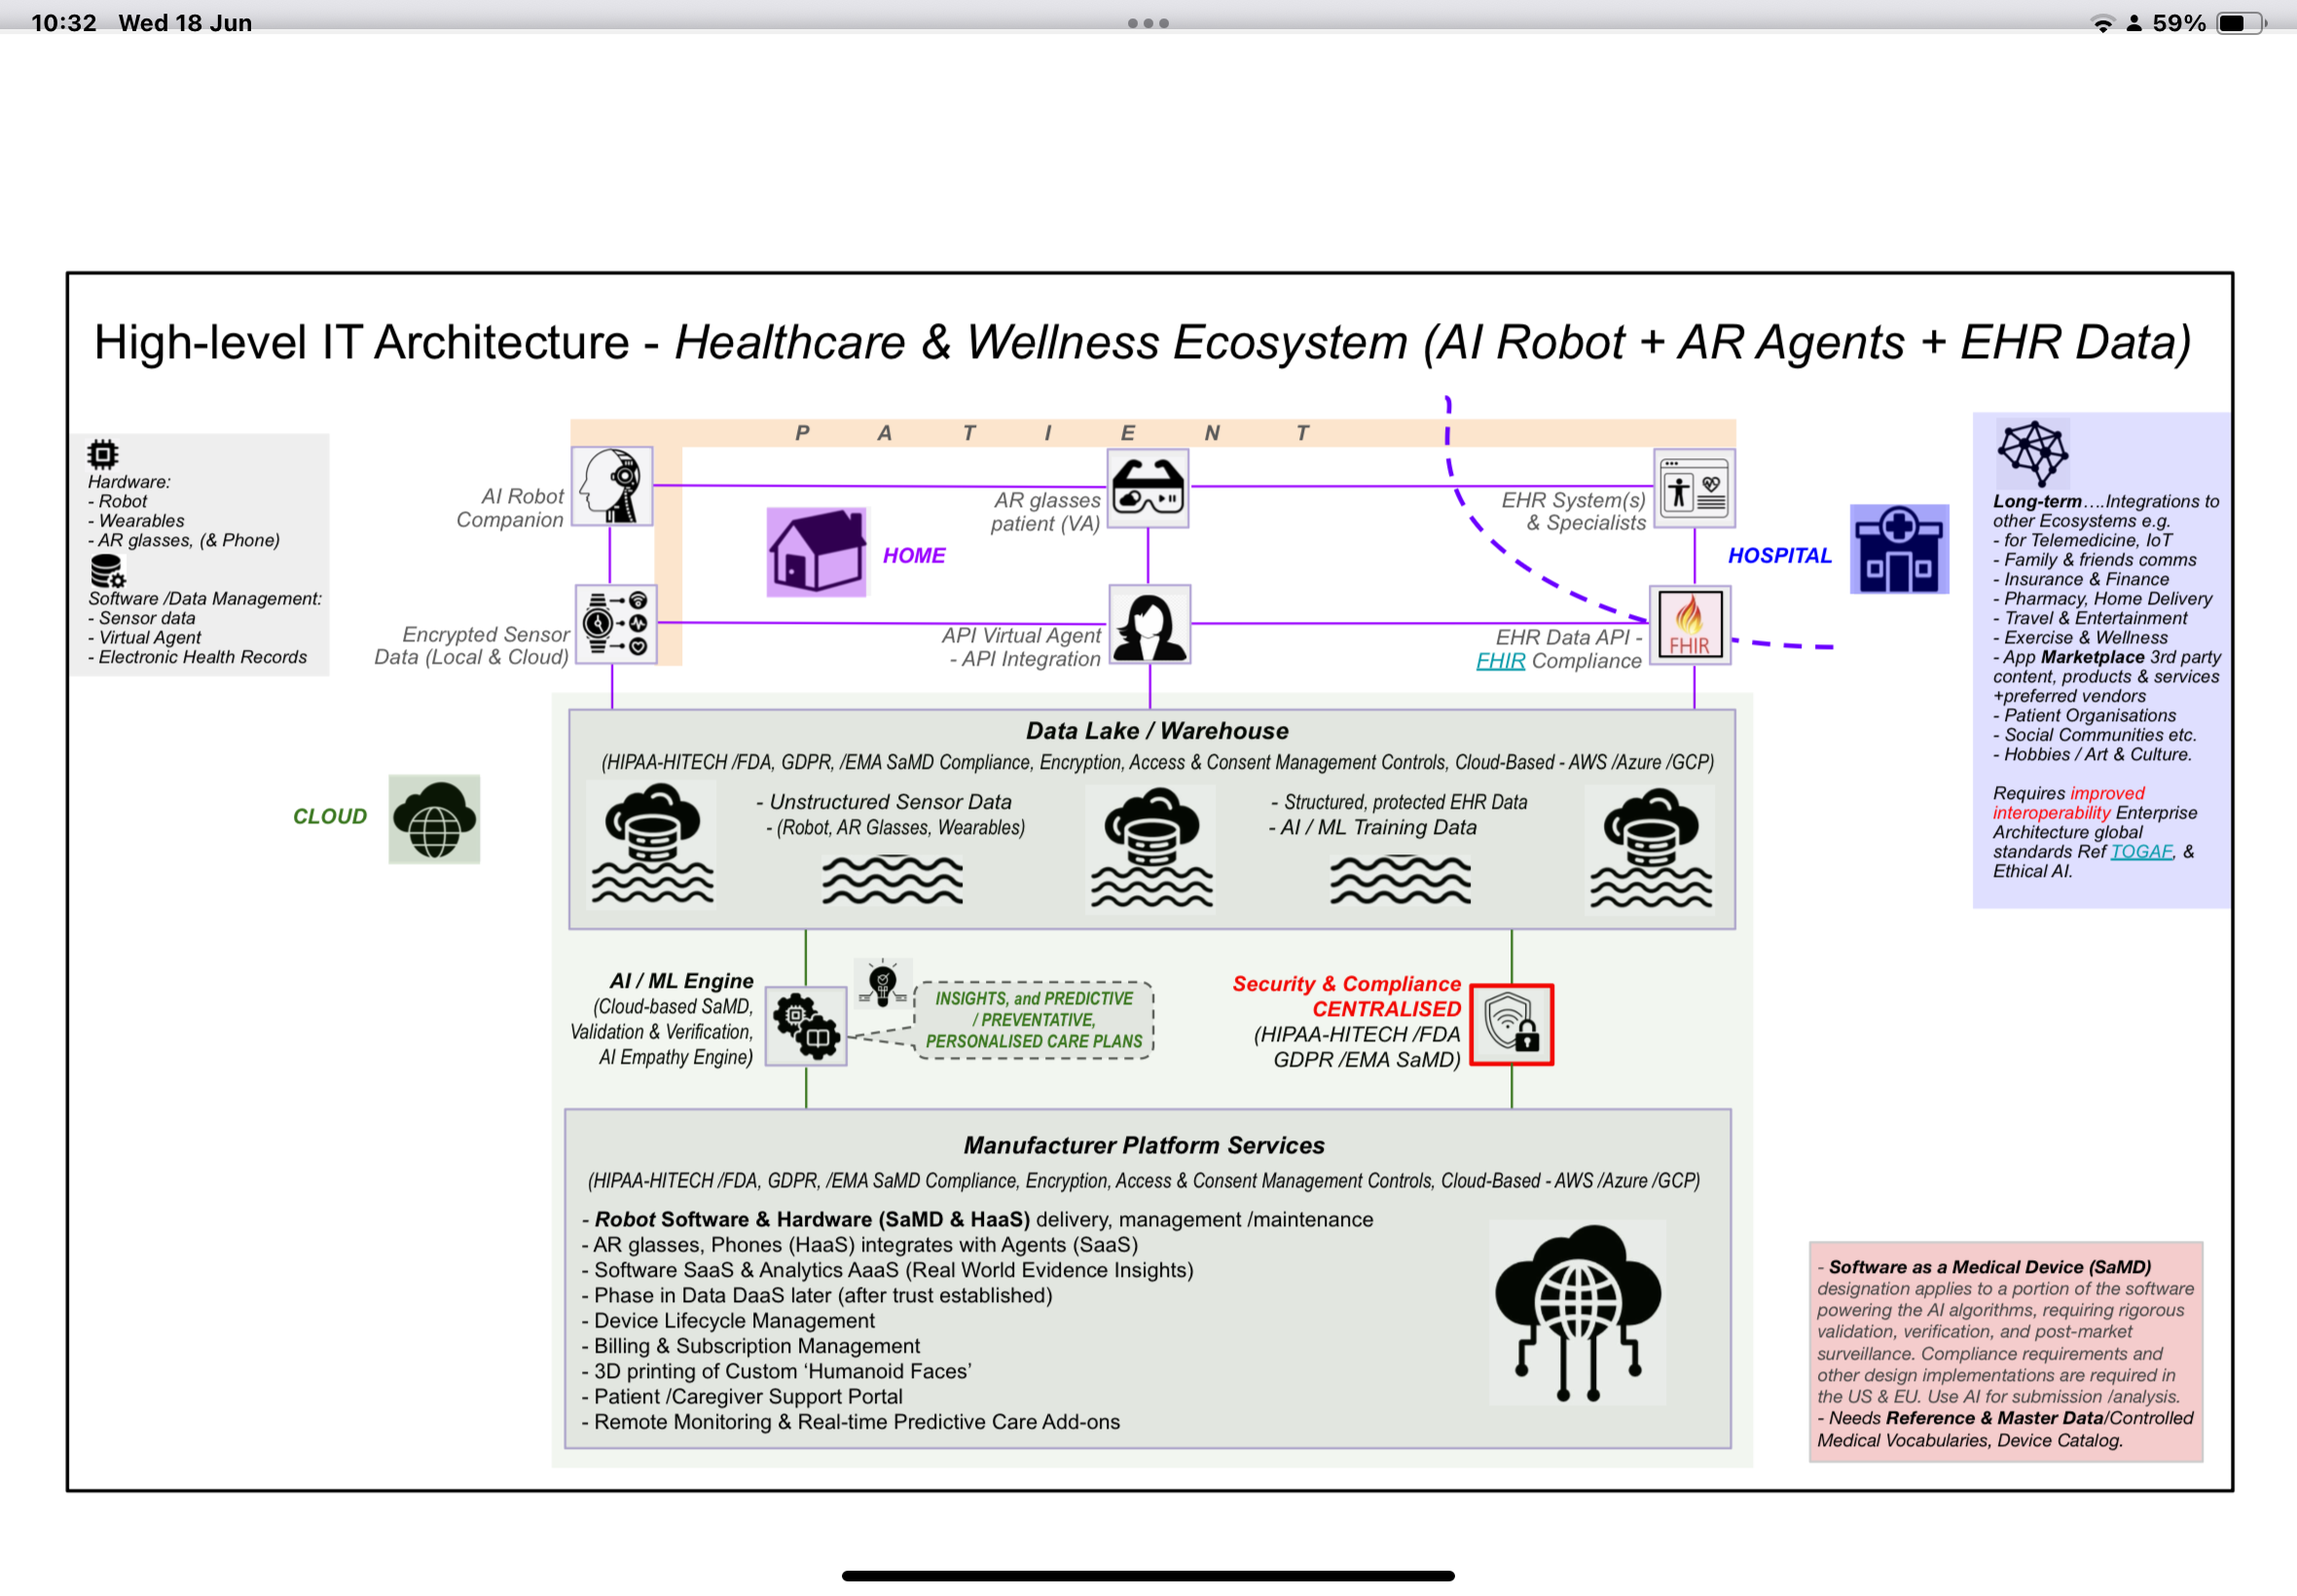 10:32 Wed 18 Jun
59%
High-level IT Architecture - Healthcare & Wellness Ecosystem (AI Robot + AR Agents + EHR Data)
Hardware:
- Robot
- Wearables
- AR glasses, (& Phone)
Software /Data Management:
- Sensor data
- Virtual Agent
- Electronic Health Records
P A T I E N T
AI Robot
Companion
AR glasses
patient (VA)
EHR System(s)
& Specialists
HOME
HOSPITAL
Encrypted Sensor
Data (Local & Cloud)
API Virtual Agent
- API Integration
EHR Data API -
FHIR Compliance
FHIR
Long-term....Integrations to
other Ecosystems e.g.
- for Telemedicine, IoT
- Family & friends comms
- Insurance & Finance
- Pharmacy, Home Delivery
- Travel & Entertainment
- Exercise & Wellness
- App Marketplace 3rd party
content, products & services
+preferred vendors
- Patient Organisations
- Social Communities etc.
- Hobbies / Art & Culture.
Requires improved
interoperability Enterprise
Architecture global
standards Ref TOGAF, &
Ethical AI.
CLOUD
Data Lake / Warehouse
(HIPAA-HITECH /FDA, GDPR, /EMA SaMD Compliance, Encryption, Access & Consent Management Controls, Cloud-Based - AWS /Azure /GCP)
- Unstructured Sensor Data
- (Robot, AR Glasses, Wearables)
- Structured, protected EHR Data
- AI / ML Training Data
AI / ML Engine
(Cloud-based SaMD,
Validation & Verification,
AI Empathy Engine)
INSIGHTS, and PREDICTIVE
/ PREVENTATIVE,
PERSONALISED CARE PLANS
Security & Compliance
CENTRALISED
(HIPAA-HITECH /FDA
GDPR /EMA SaMD)
Manufacturer Platform Services
(HIPAA-HITECH /FDA, GDPR, /EMA SaMD Compliance, Encryption, Access & Consent Management Controls, Cloud-Based - AWS /Azure /GCP)
- Robot Software & Hardware (SaMD & HaaS) delivery, management /maintenance
- AR glasses, Phones (HaaS) integrates with Agents (SaaS)
- Software SaaS & Analytics AaaS (Real World Evidence Insights)
- Phase in Data DaaS later (after trust established)
- Device Lifecycle Management
- Billing & Subscription Management
- 3D printing of Custom ‘Humanoid Faces’
- Patient /Caregiver Support Portal
- Remote Monitoring & Real-time Predictive Care Add-ons
- Software as a Medical Device (SaMD)
designation applies to a portion of the software
powering the AI algorithms, requiring rigorous
validation, verification, and post-market
surveillance. Compliance requirements and
other design implementations are required in
the US & EU. Use AI for submission /analysis.
- Needs Reference & Master Data/Controlled
Medical Vocabularies, Device Catalog.